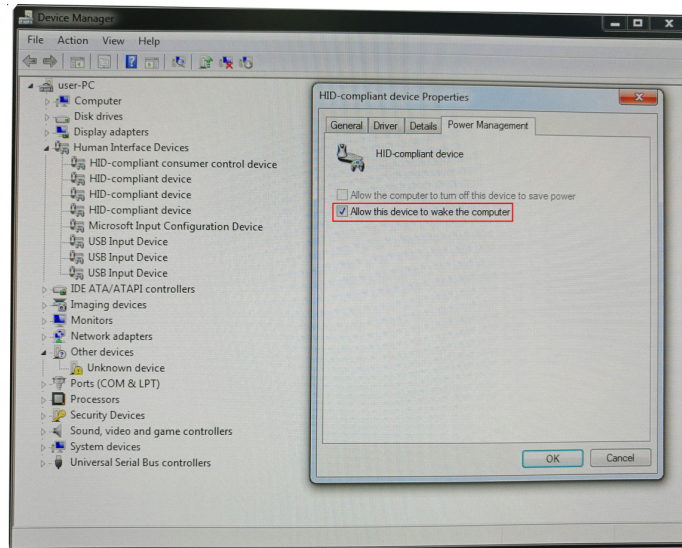 Device Manager
File Action View Help
user-PC
Computer
Disk drives
Display adapters
Human Interface Devices
HID-compliant consumer control device
HID-compliant device
HID-compliant device
HID-compliant device
Microsoft Input Configuration Device
USB Input Device
USB Input Device
USB Input Device
IDE ATA/ATAPI controllers
Imaging devices
Monitors
Network adapters
Other devices
Unknown device
Ports (COM & LPT)
Processors
Security Devices
Sound, video and game controllers
System devices
Universal Serial Bus controllers
HID-compliant device Properties
General Driver Details Power Management
HID-compliant device
Allow the computer to turn off this device to save power
Allow this device to wake the computer
OK Cancel